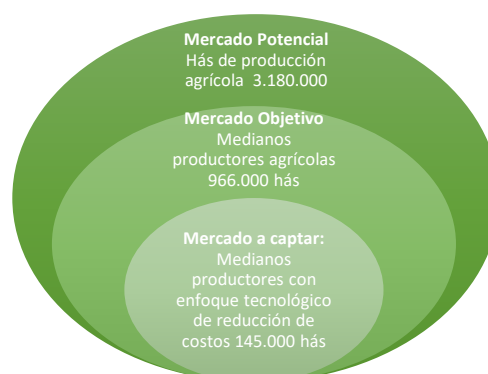 Mercado Potencial
Hás de producción
agrícola 3.180.000
Mercado Objetivo
Medianos
productores agrícolas
966.000 hás
Mercado a captar:
Medianos
productores con
enfoque tecnológico
de reducción de
costos 145.000 hás